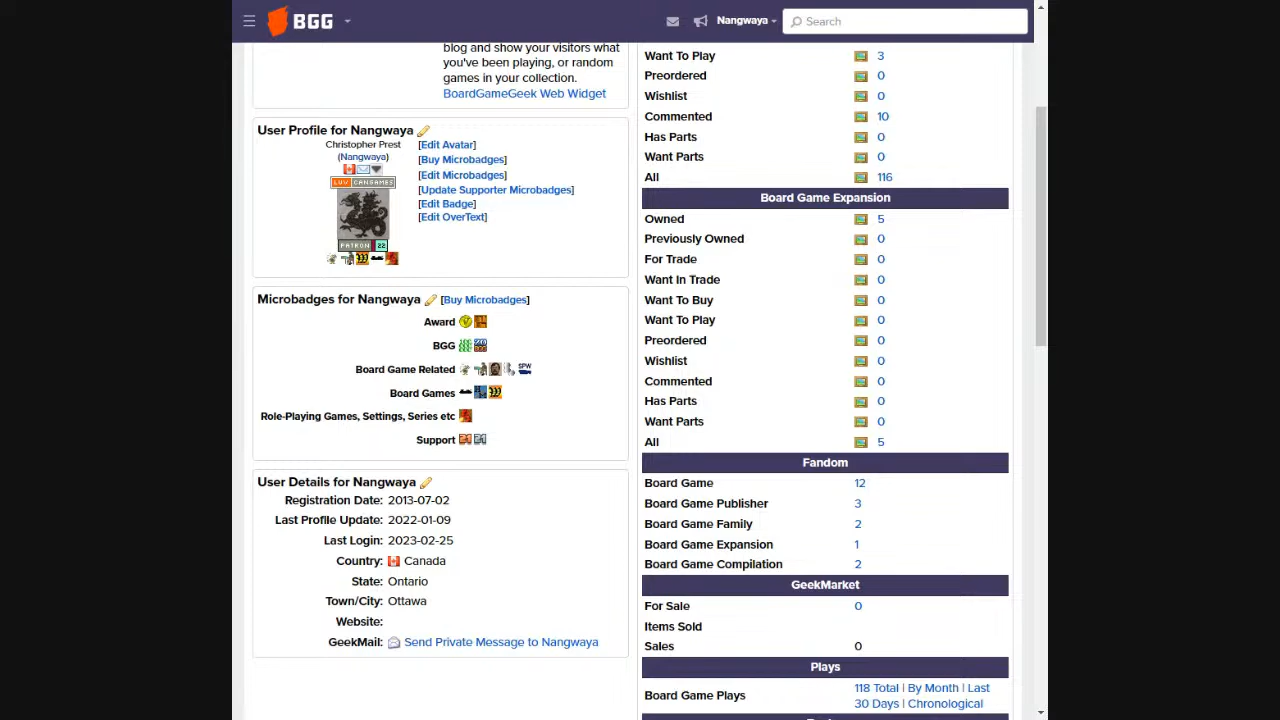 BGG
Nangwaya
Search
blog and show your visitors what
you've been playing, or random
games in your collection.
BoardGameGeek Web Widget
User Profile for Nangwaya
Christopher Prest
(Nangwaya)
LUV CANGAMES
PATRON 22
[Edit Avatar]
[Buy Microbadges]
[Edit Microbadges]
[Update Supporter Microbadges]
[Edit Badge]
[Edit OverText]
Microbadges for Nangwaya [Buy Microbadges]
Award
BGG
Board Game Related SPW
Board Games
Role-Playing Games, Settings, Series etc
Support
User Details for Nangwaya
Registration Date: 2013-07-02
Last Profile Update: 2022-01-09
Last Login: 2023-02-25
Country: Canada
State: Ontario
Town/City: Ottawa
Website:
GeekMail: Send Private Message to Nangwaya
Want To Play 3
Preordered 0
Wishlist 0
Commented 10
Has Parts 0
Want Parts 0
All 116
Board Game Expansion
Owned 5
Previously Owned 0
For Trade 0
Want In Trade 0
Want To Buy 0
Want To Play 0
Preordered 0
Wishlist 0
Commented 0
Has Parts 0
Want Parts 0
All 5
Fandom
Board Game 12
Board Game Publisher 3
Board Game Family 2
Board Game Expansion 1
Board Game Compilation 2
GeekMarket
For Sale 0
Items Sold
Sales 0
Plays
Board Game Plays 118 Total | By Month | Last
30 Days | Chronological